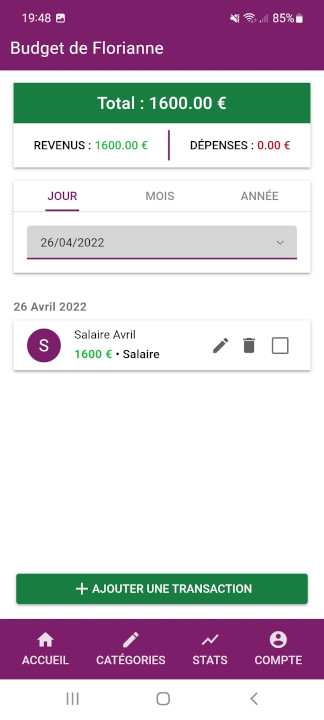 19:48 85%
Budget de Florianne
Total : 1600.00 €
REVENUS : 1600.00 € DÉPENSES : 0.00 €
JOUR MOIS ANNÉE
26/04/2022
26 Avril 2022
S
Salaire Avril
1600 € • Salaire
AJOUTER UNE TRANSACTION
ACCUEIL CATÉGORIES STATS COMPTE